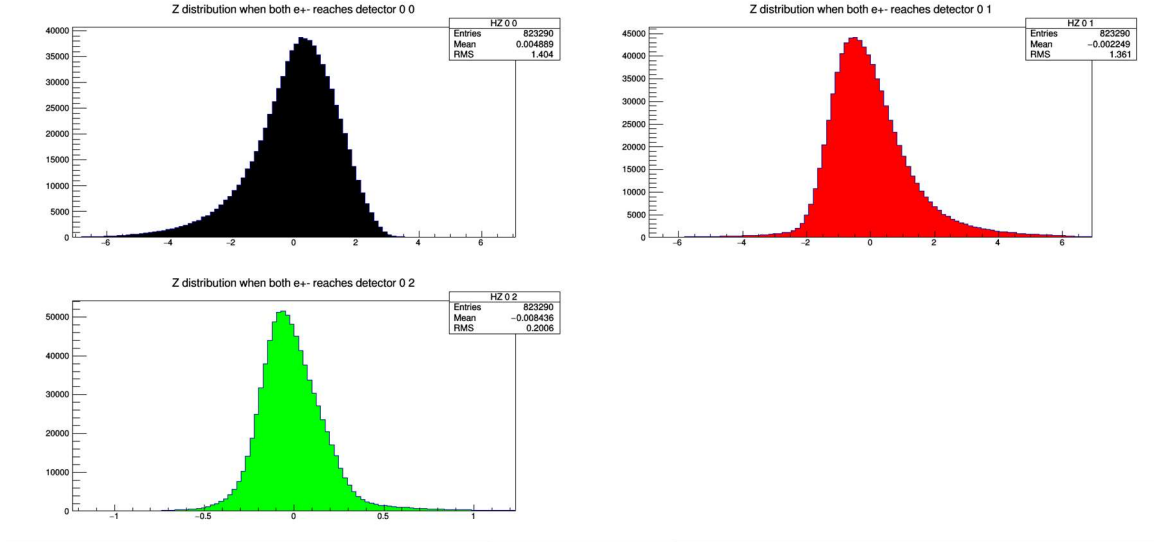 Z distribution when both e+- reaches detector 0 0
HZ 0 0
Entries 823290
Mean 0.004889
RMS 1.404
40000
35000
30000
25000
20000
15000
10000
5000
0
−6 −4 −2 0 2 4 6
Z distribution when both e+- reaches detector 0 1
HZ 0 1
Entries 823290
Mean −0.002249
RMS 1.361
45000
40000
35000
30000
25000
20000
15000
10000
5000
0
−6 −4 −2 0 2 4 6
Z distribution when both e+- reaches detector 0 2
HZ 0 2
Entries 823290
Mean −0.008436
RMS 0.2006
50000
40000
30000
20000
10000
0
−1 −0.5 0 0.5 1